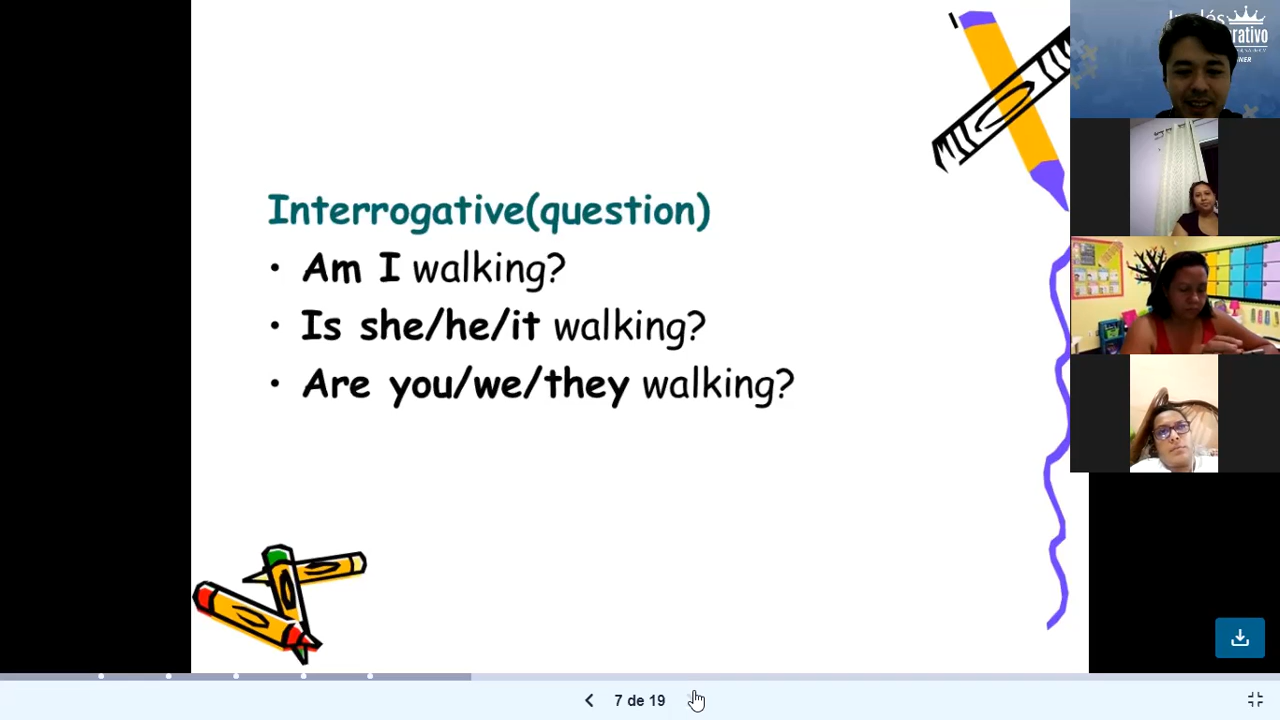 Interrogative(question)
• Am I walking?
• Is she/he/it walking?
• Are you/we/they walking?
7 de 19